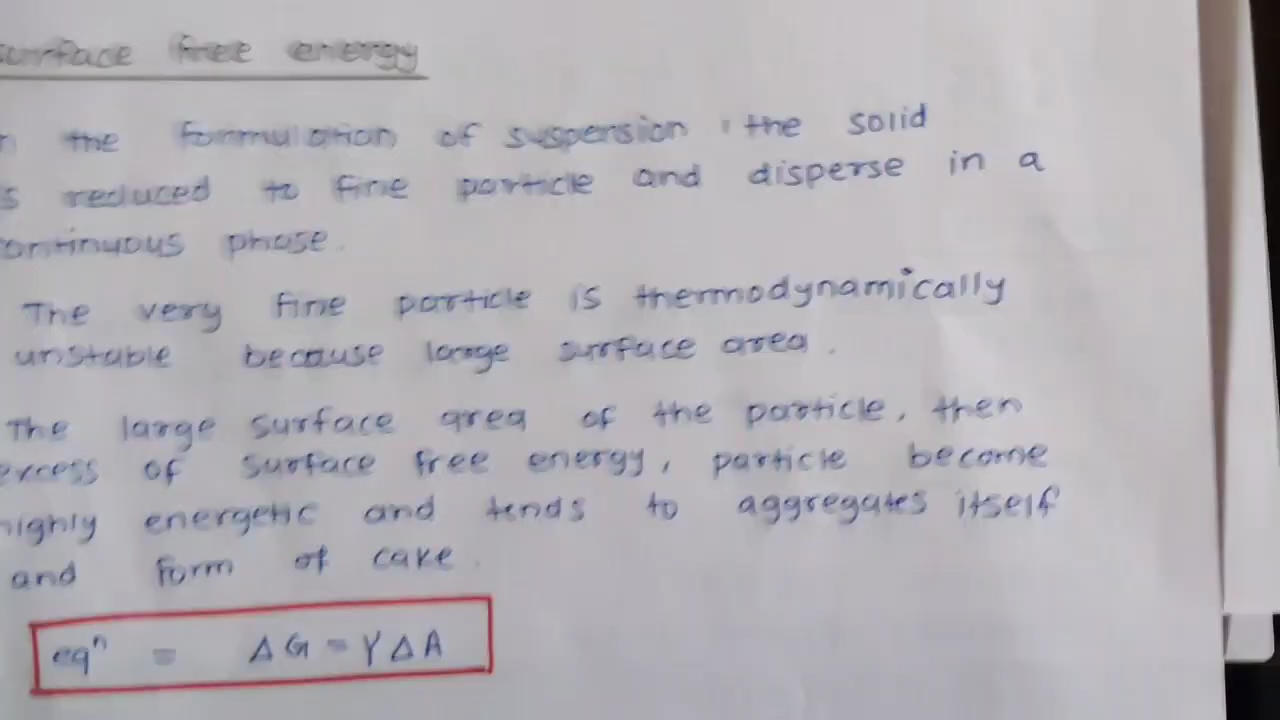 surface free energy
n the formulation of suspension, the solid
s reduced to fine particle and disperse in a
ontinuous phase.
The very fine particle is thermodynamically
unstable because large surface area.
The large surface area of the particle, then
excess of surface free energy, particle become
highly energetic and tends to aggregates itself
and form of cake.
eqⁿ = ΔG = γΔA